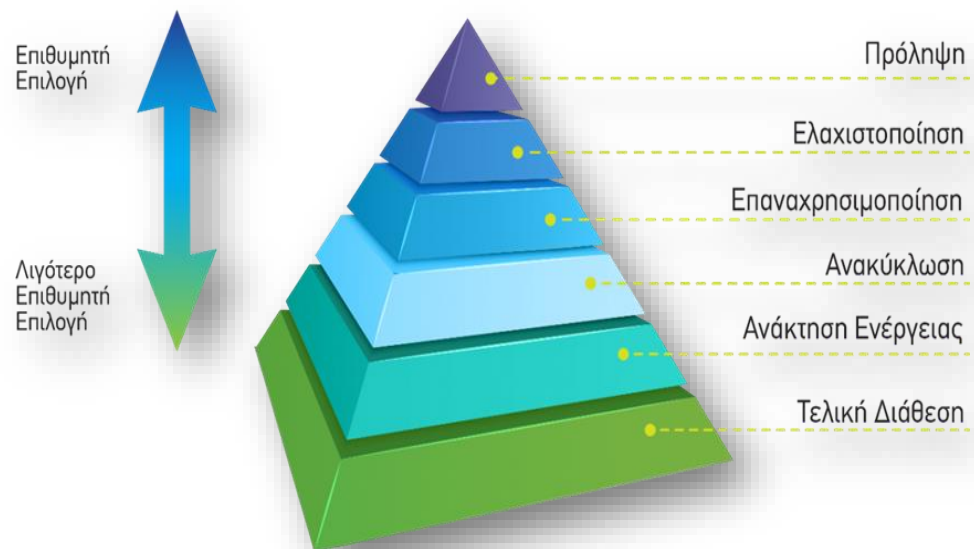 Επιθυμητή
Επιλογή
Λιγότερο
Επιθυμητή
Επιλογή
Πρόληψη
Ελαχιστοποίηση
Επαναχρησιμοποίηση
Ανακύκλωση
Ανάκτηση Ενέργειας
Τελική Διάθεση